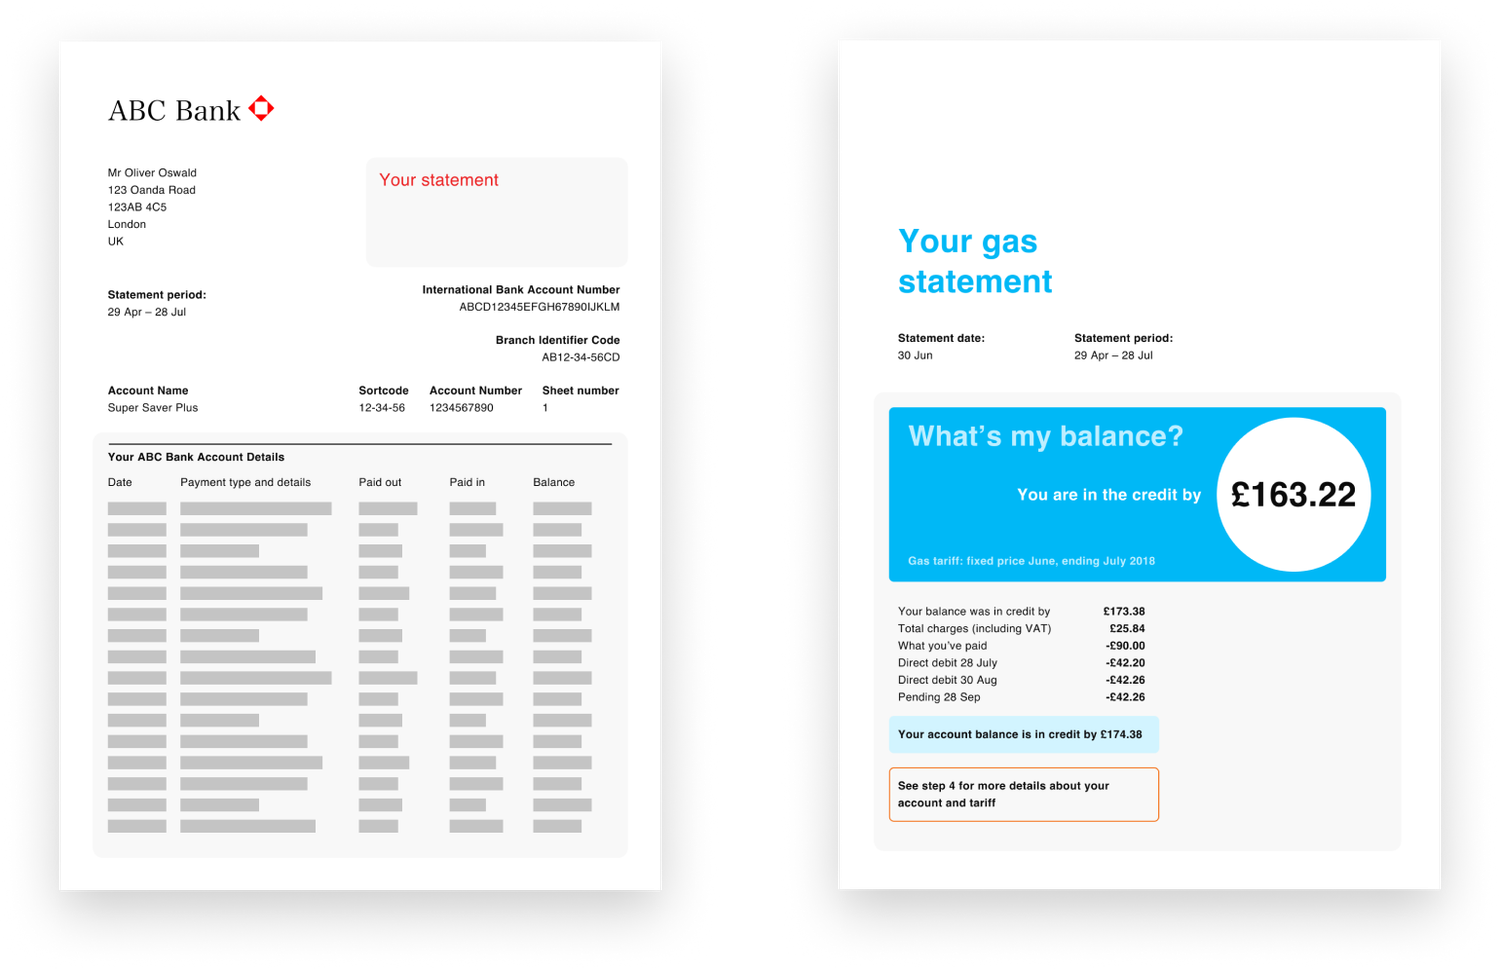 ABC Bank
Mr Oliver Oswald
123 Oanda Road
123AB 4C5
London
UK
Your statement
Statement period:
29 Apr – 28 Jul
International Bank Account Number
ABCD12345EFGH67890IJKLM
Branch Identifier Code
AB12-34-56CD
Account Name Sortcode Account Number Sheet number
Super Saver Plus 12-34-56 1234567890 1
Your ABC Bank Account Details
Date Payment type and details Paid out Paid in Balance
Your gas
statement
Statement date: Statement period:
30 Jun 29 Apr – 28 Jul
What's my balance?
You are in the credit by £163.22
Gas tariff: fixed price June, ending July 2018
Your balance was in credit by £173.38
Total charges (including VAT) £25.84
What you've paid -£90.00
Direct debit 28 July -£42.20
Direct debit 30 Aug -£42.26
Pending 28 Sep -£42.26
Your account balance is in credit by £174.38
See step 4 for more details about your
account and tariff